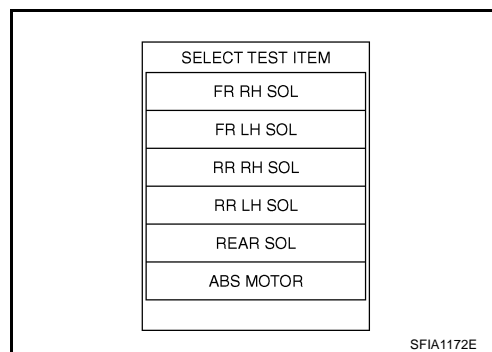 SELECT TEST ITEM
FR RH SOL
FR LH SOL
RR RH SOL
RR LH SOL
REAR SOL
ABS MOTOR
SFIA1172E